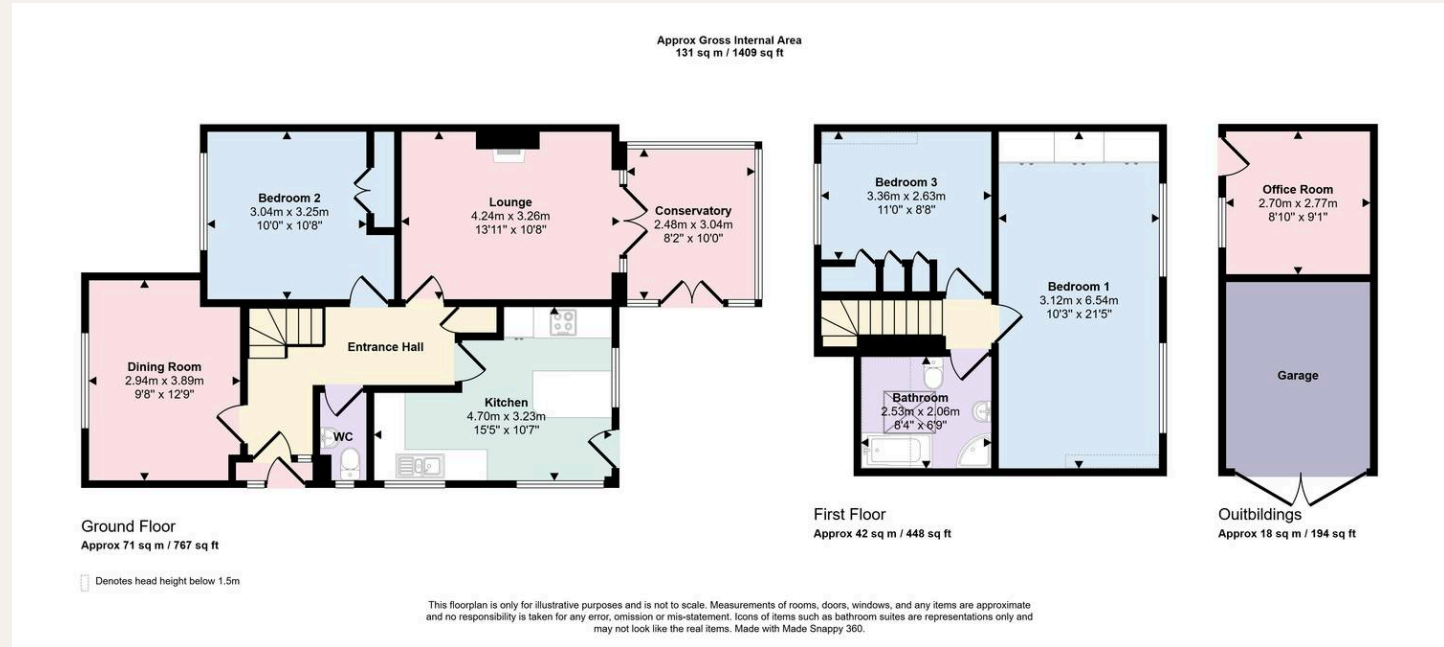 Approx Gross Internal Area
131 sq m / 1409 sq ft
Bedroom 2
3.04m x 3.25m
10'0" x 10'8"
Lounge
4.24m x 3.26m
13'11" x 10'8"
Conservatory
2.48m x 3.04m
8'2" x 10'0"
Dining Room
2.94m x 3.89m
9'8" x 12'9"
Entrance Hall
WC
Kitchen
4.70m x 3.23m
15'5" x 10'7"
Ground Floor
Approx 71 sq m / 767 sq ft
Bedroom 3
3.36m x 2.63m
11'0" x 8'8"
Bedroom 1
3.12m x 6.54m
10'3" x 21'5"
Bathroom
2.53m x 2.06m
8'4" x 6'9"
First Floor
Approx 42 sq m / 448 sq ft
Office Room
2.70m x 2.77m
8'10" x 9'1"
Garage
Ouitbildings
Approx 18 sq m / 194 sq ft
Denotes head height below 1.5m
This floorplan is only for illustrative purposes and is not to scale. Measurements of rooms, doors, windows, and any items are approximate
and no responsibility is taken for any error, omission or mis-statement. Icons of items such as bathroom suites are representations only and
may not look like the real items. Made with Made Snappy 360.